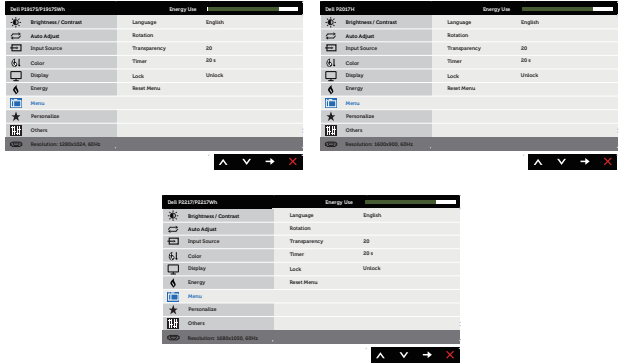 Dell P1917S/P1917SWh Energy Use
Brightness / Contrast Language English
Auto Adjust Rotation
Input Source Transparency 20
Color Timer 20 s
Display Lock Unlock
Energy Reset Menu
Menu
Personalize
Others
Resolution: 1280x1024, 60Hz
Dell P2017H Energy Use
Brightness / Contrast Language English
Auto Adjust Rotation
Input Source Transparency 20
Color Timer 20 s
Display Lock Unlock
Energy Reset Menu
Menu
Personalize
Others
Resolution: 1600x900, 60Hz
Dell P2217/P2217Wh Energy Use
Brightness / Contrast Language English
Auto Adjust Rotation
Input Source Transparency 20
Color Timer 20 s
Display Lock Unlock
Energy Reset Menu
Menu
Personalize
Others
Resolution: 1680x1050, 60Hz